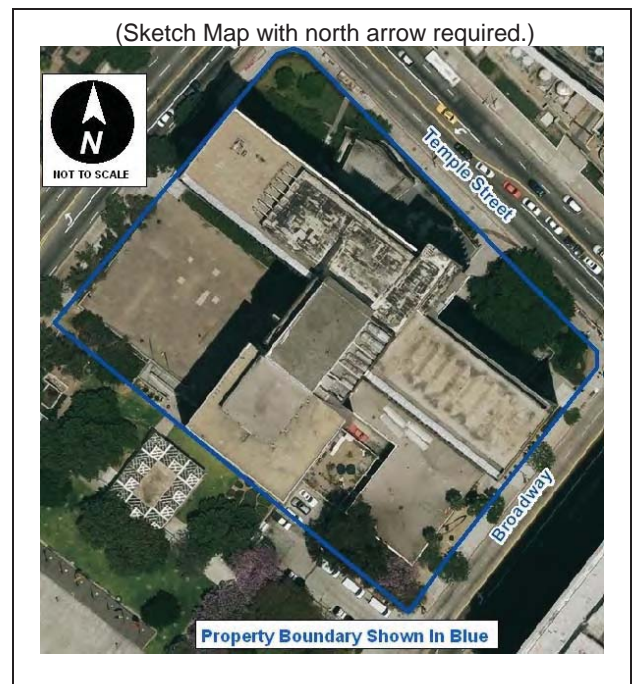 (Sketch Map with north arrow required.)
N
NOT TO SCALE
Temple Street
Broadway
Property Boundary Shown In Blue